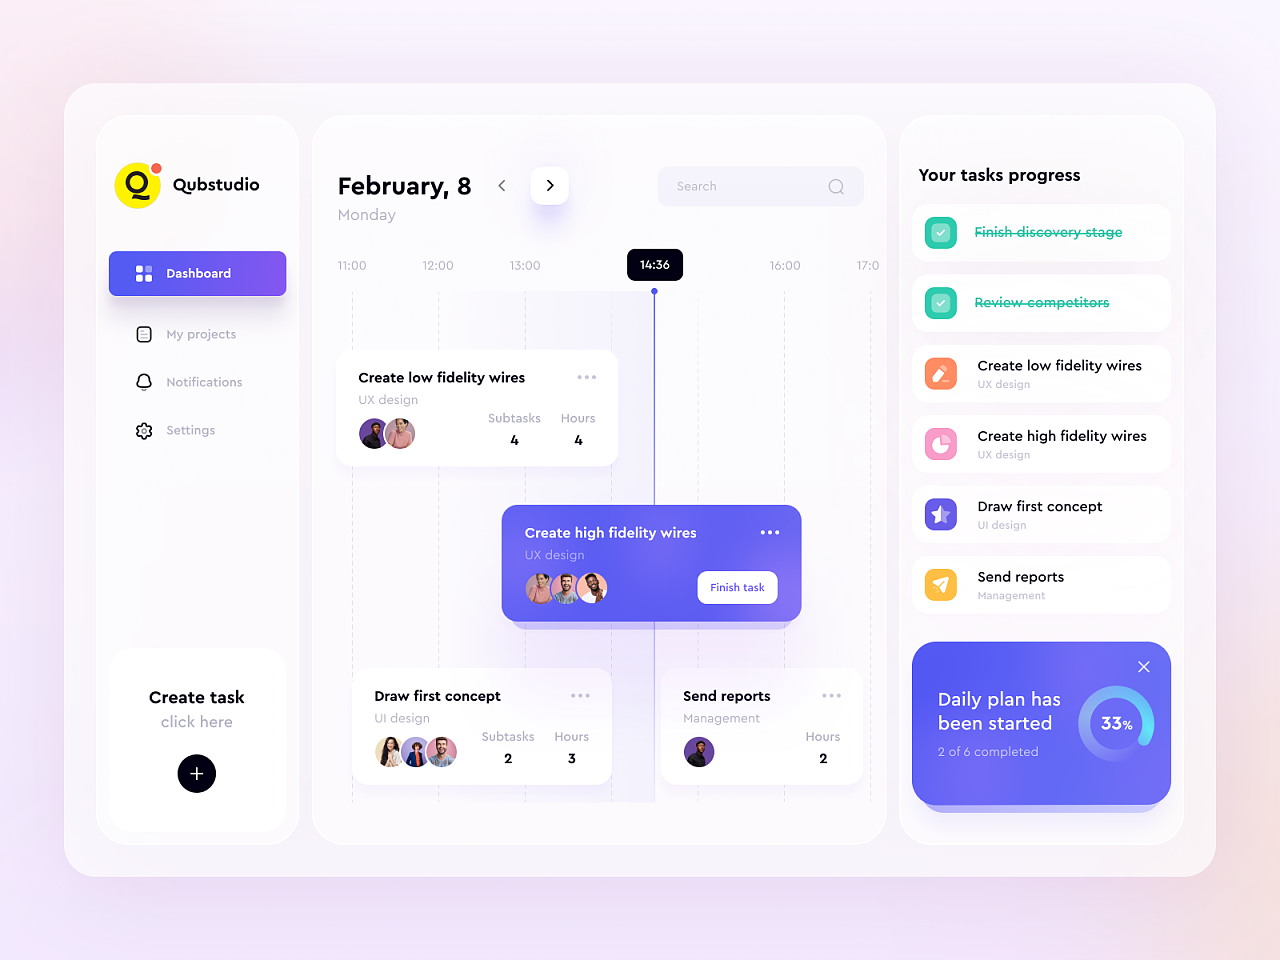 Q
Qubstudio
Dashboard
My projects
Notifications
Settings
Create task
click here
February, 8
Monday
Search
11:00 12:00 13:00 14:36 16:00 17:0
Create low fidelity wires
UX design
Subtasks Hours
4 4
Create high fidelity wires
UX design
Finish task
Draw first concept
UI design
Subtasks Hours
2 3
Send reports
Management
Hours
2
Your tasks progress
Finish discovery stage
Review competitors
Create low fidelity wires
UX design
Create high fidelity wires
UX design
Draw first concept
UI design
Send reports
Management
Daily plan has
been started
2 of 6 completed
33%